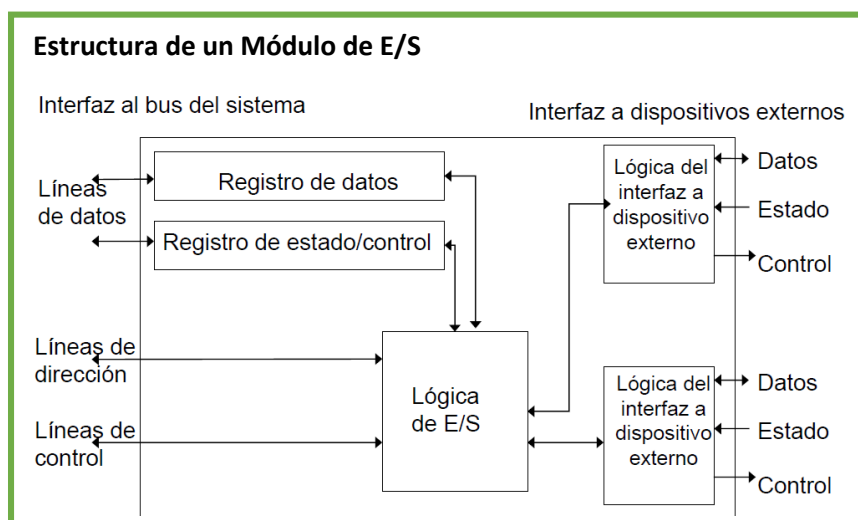 Estructura de un Módulo de E/S
Interfaz al bus del sistema
Interfaz a dispositivos externos
Líneas
de datos
Registro de datos
Registro de estado/control
Líneas de
dirección
Líneas de
control
Lógica
de E/S
Lógica del
interfaz a
dispositivo
externo
Datos
Estado
Control
Lógica del
interfaz a
dispositivo
externo
Datos
Estado
Control